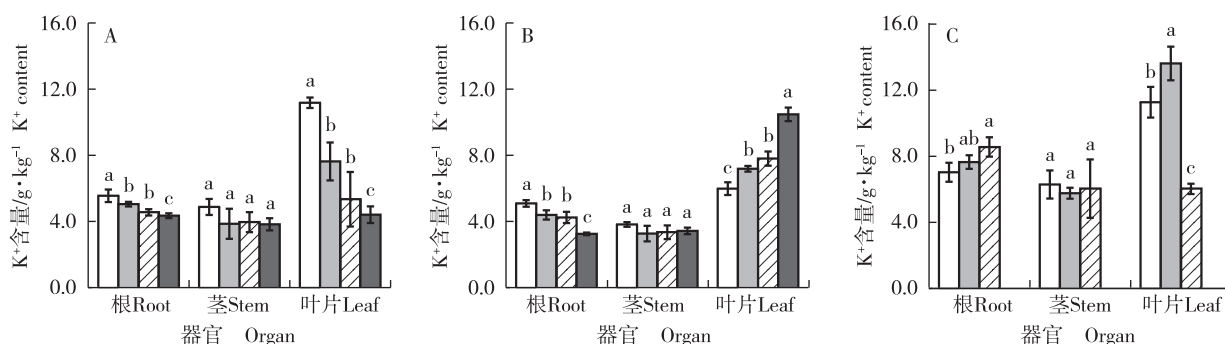 K⁺含量/g·kg⁻¹ K⁺ content
16.0
12.0
8.0
4.0
0.0
A
a b b c
a a a a
a b b c
根Root 茎Stem 叶片Leaf
器官 Organ
K⁺含量/g·kg⁻¹ K⁺ content
16.0
12.0
8.0
4.0
0.0
B
a b b c
a a a a
c b b a
根Root 茎Stem 叶片Leaf
器官 Organ
K⁺含量/g·kg⁻¹ K⁺ content
16.0
12.0
8.0
4.0
0.0
C
b ab a
a a a
b a c
根Root 茎Stem 叶片Leaf
器官 Organ